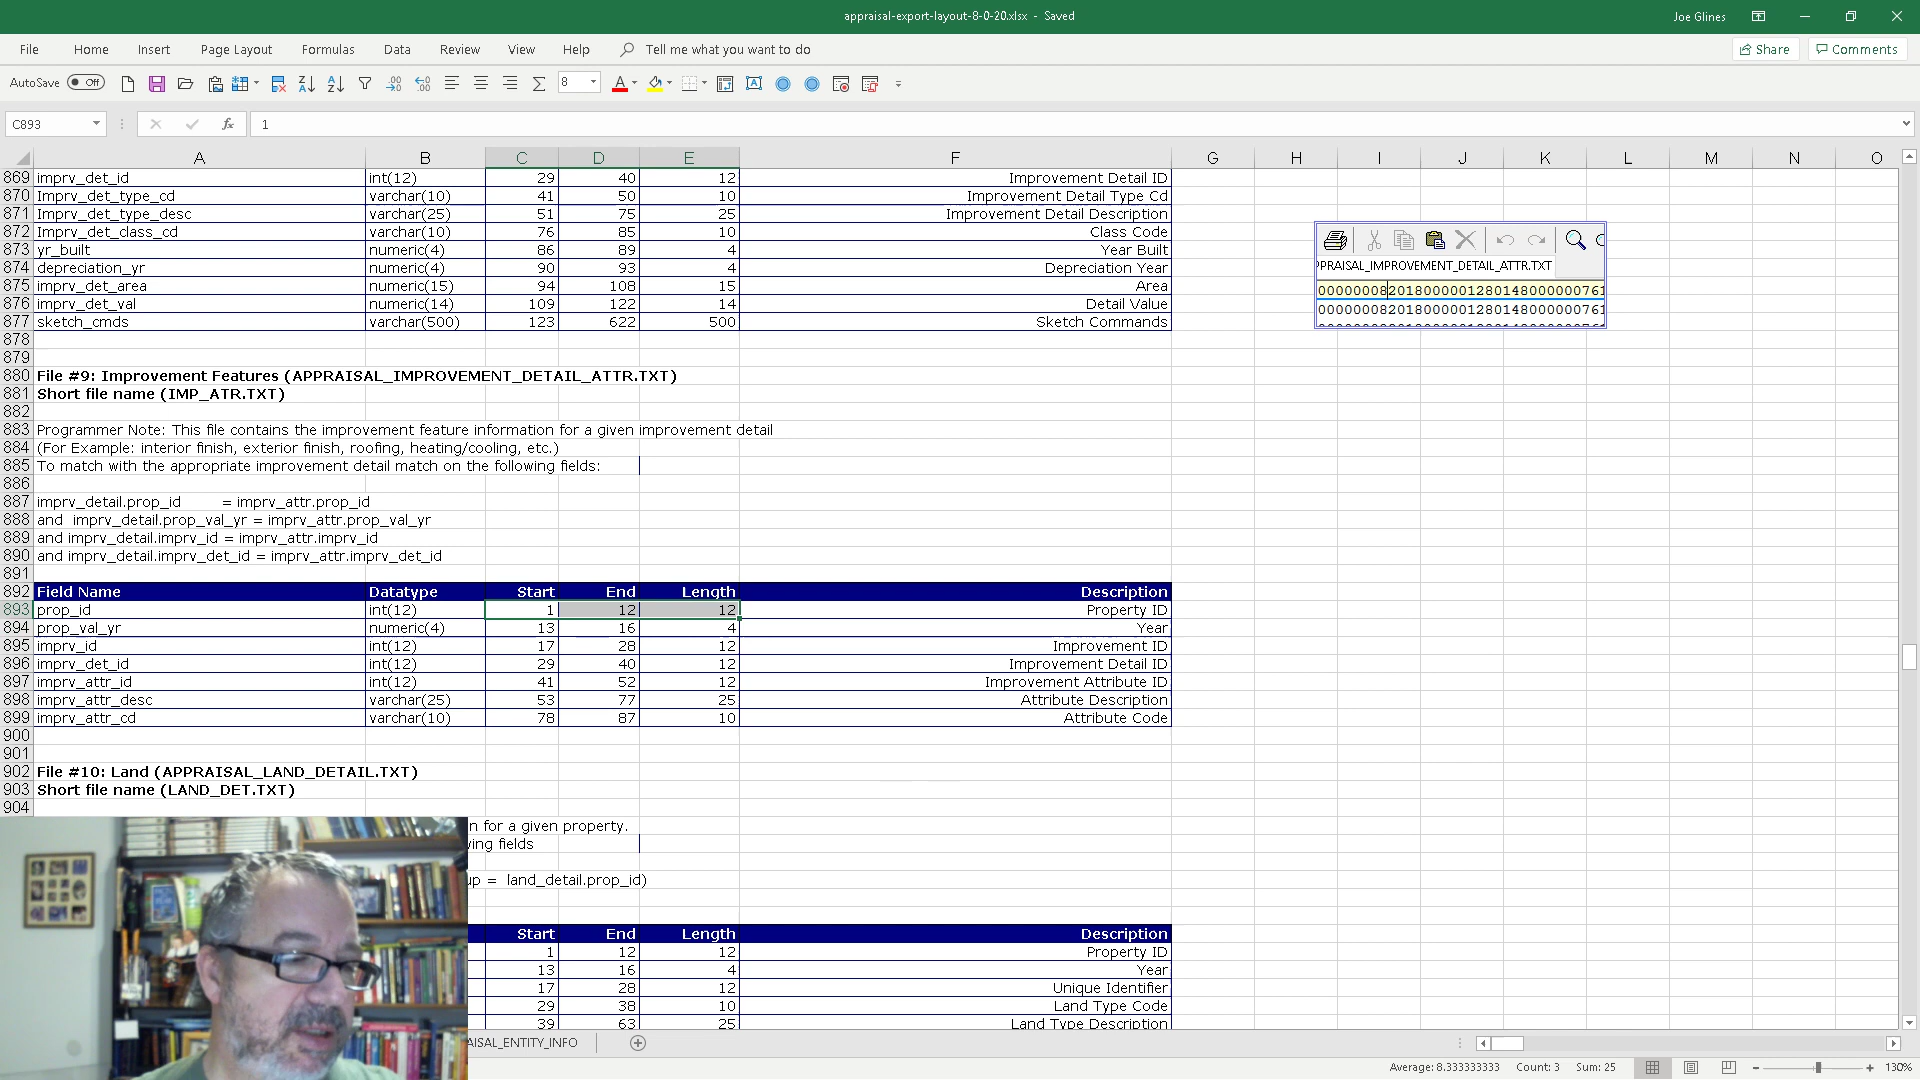 appraisal-export-layout-8-0-20.xlsx - Saved
Joe Glines
File Home Insert Page Layout Formulas Data Review View Help Tell me what you want to do
Share Comments
AutoSave Off 8
C893 fx 1
A B C D E F G H I J K L M N O
869 imprv_det_id int(12) 29 40 12 Improvement Detail ID
870 Imprv_det_type_cd varchar(10) 41 50 10 Improvement Detail Type Cd
871 Imprv_det_type_desc varchar(25) 51 75 25 Improvement Detail Description
872 Imprv_det_class_cd varchar(10) 76 85 10 Class Code
873 yr_built numeric(4) 86 89 4 Year Built
874 depreciation_yr numeric(4) 90 93 4 Depreciation Year
875 imprv_det_area numeric(15) 94 108 15 Area
876 imprv_det_val numeric(14) 109 122 14 Detail Value
877 sketch_cmds varchar(500) 123 622 500 Sketch Commands
878
879
880 File #9: Improvement Features (APPRAISAL_IMPROVEMENT_DETAIL_ATTR.TXT)
881 Short file name (IMP_ATR.TXT)
882
883 Programmer Note: This file contains the improvement feature information for a given improvement detail
884 (For Example: interior finish, exterior finish, roofing, heating/cooling, etc.)
885 To match with the appropriate improvement detail match on the following fields:
886
887 imprv_detail.prop_id = imprv_attr.prop_id
888 and imprv_detail.prop_val_yr = imprv_attr.prop_val_yr
889 and imprv_detail.imprv_id = imprv_attr.imprv_id
890 and imprv_detail.imprv_det_id = imprv_attr.imprv_det_id
891
892 Field Name Datatype Start End Length Description
893 prop_id int(12) 1 12 12 Property ID
894 prop_val_yr numeric(4) 13 16 4 Year
895 imprv_id int(12) 17 28 12 Improvement ID
896 imprv_det_id int(12) 29 40 12 Improvement Detail ID
897 imprv_attr_id int(12) 41 52 12 Improvement Attribute ID
898 imprv_attr_desc varchar(25) 53 77 25 Attribute Description
899 imprv_attr_cd varchar(10) 78 87 10 Attribute Code
900
901
902 File #10: Land (APPRAISAL_LAND_DETAIL.TXT)
903 Short file name (LAND_DET.TXT)
904
n for a given property.
wing fields
up = land_detail.prop_id)
Start End Length Description
1 12 12 Property ID
13 16 4 Year
17 28 12 Unique Identifier
29 38 10 Land Type Code
39 63 25 Land Type Description
PPRAISAL_IMPROVEMENT_DETAIL_ATTR.TXT
000000082018000001280148000000761
000000082018000001280148000000761
AISAL_ENTITY_INFO
Average: 8.333333333 Count: 3 Sum: 25 130%